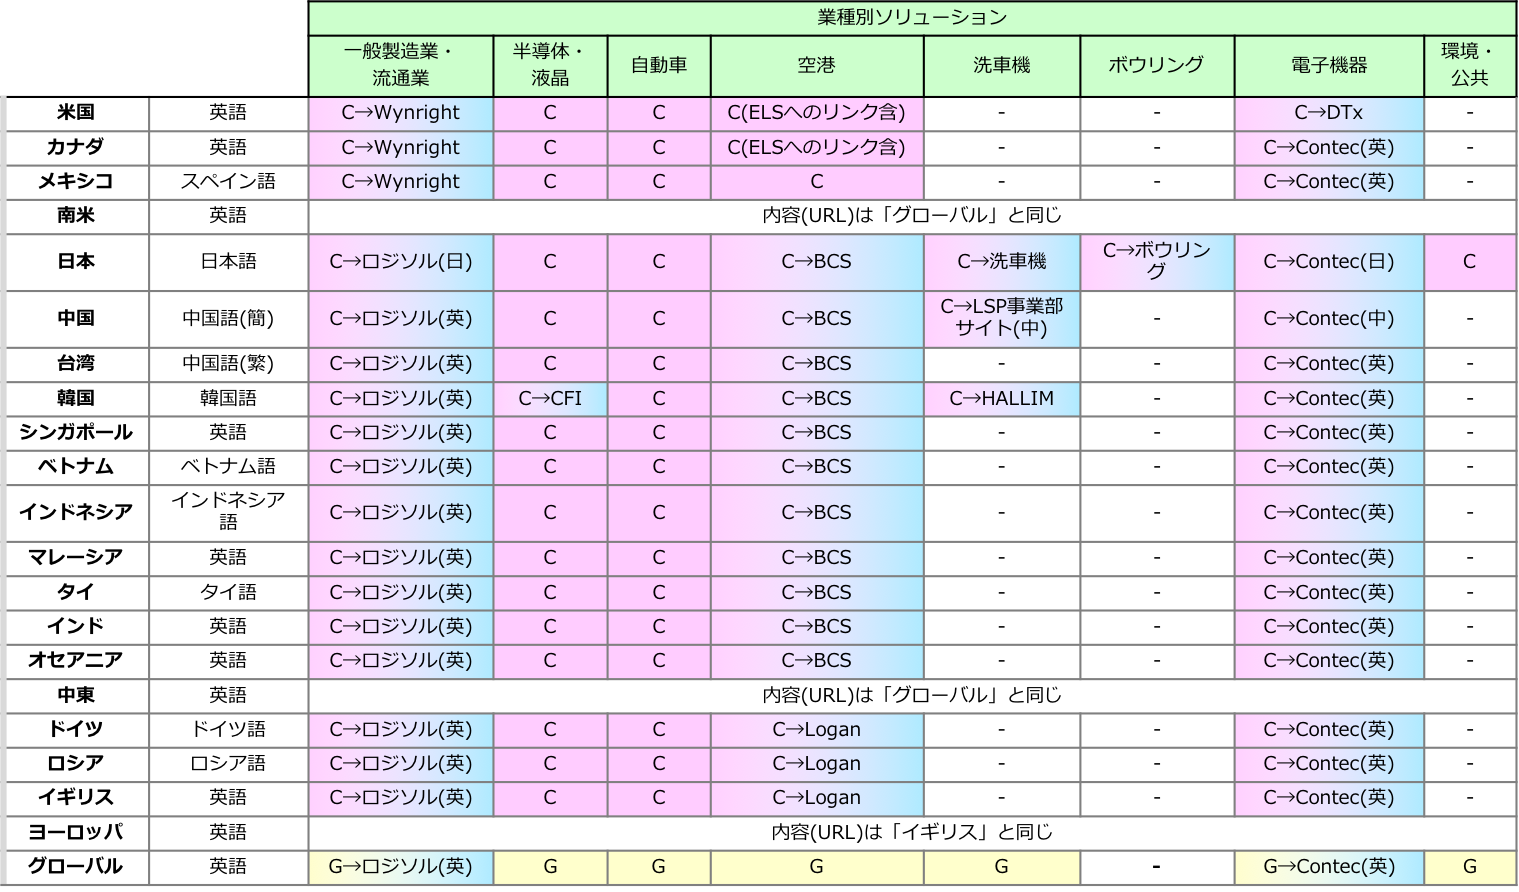 業種別ソリューション
一般製造業・
流通業
半導体・
液晶
自動車
空港
洗車機
ボウリング
電子機器
環境・
公共
米国 英語 C→Wynright C C C(ELSへのリンク含) - - C→DTx -
カナダ 英語 C→Wynright C C C(ELSへのリンク含) - - C→Contec(英) -
メキシコ スペイン語 C→Wynright C C C - - C→Contec(英) -
南米 英語 内容(URL)は「グローバル」と同じ
日本 日本語 C→ロジソル(日) C C C→BCS C→洗車機 C→ボウリン
グ
C→Contec(日) C
中国 中国語(簡) C→ロジソル(英) C C C→BCS C→LSP事業部
サイト(中)
- C→Contec(中) -
台湾 中国語(繁) C→ロジソル(英) C C C→BCS - - C→Contec(英) -
韓国 韓国語 C→ロジソル(英) C→CFI C C→BCS C→HALLIM - C→Contec(英) -
シンガポール 英語 C→ロジソル(英) C C C→BCS - - C→Contec(英) -
ベトナム ベトナム語 C→ロジソル(英) C C C→BCS - - C→Contec(英) -
インドネシア インドネシア
語
C→ロジソル(英) C C C→BCS - - C→Contec(英) -
マレーシア 英語 C→ロジソル(英) C C C→BCS - - C→Contec(英) -
タイ タイ語 C→ロジソル(英) C C C→BCS - - C→Contec(英) -
インド 英語 C→ロジソル(英) C C C→BCS - - C→Contec(英) -
オセアニア 英語 C→ロジソル(英) C C C→BCS - - C→Contec(英) -
中東 英語 内容(URL)は「グローバル」と同じ
ドイツ ドイツ語 C→ロジソル(英) C C C→Logan - - C→Contec(英) -
ロシア ロシア語 C→ロジソル(英) C C C→Logan - - C→Contec(英) -
イギリス 英語 C→ロジソル(英) C C C→Logan - - C→Contec(英) -
ヨーロッパ 英語 内容(URL)は「イギリス」と同じ
グローバル 英語 G→ロジソル(英) G G G G - G→Contec(英) G